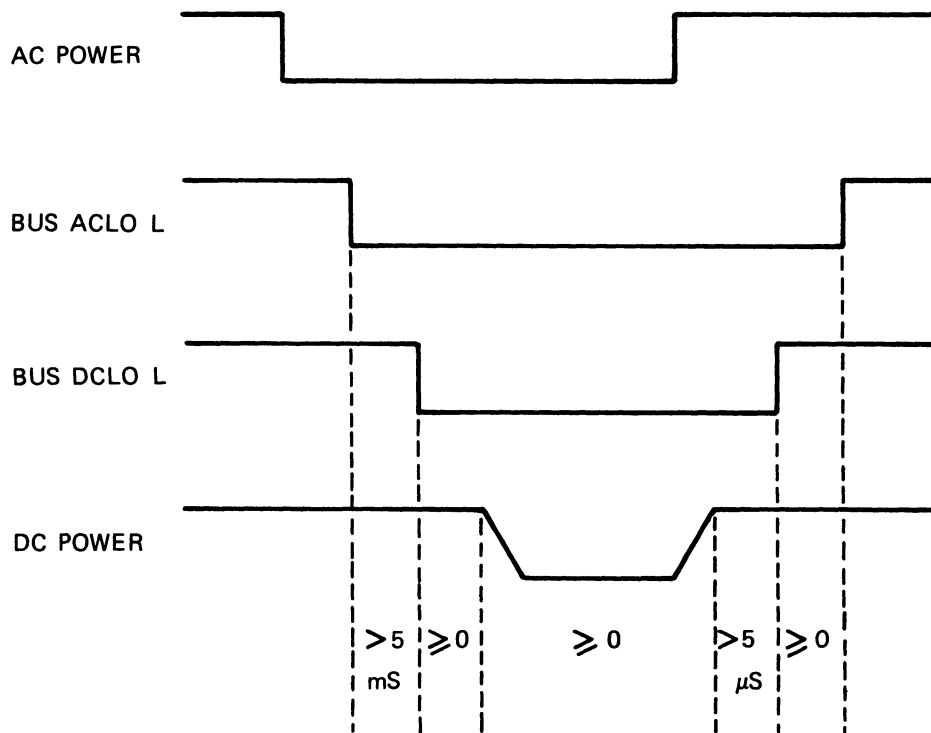 AC POWER
BUS ACLO L
BUS DCLO L
DC POWER
>5 ⩾0 ⩾0 >5 ⩾0
mS μS